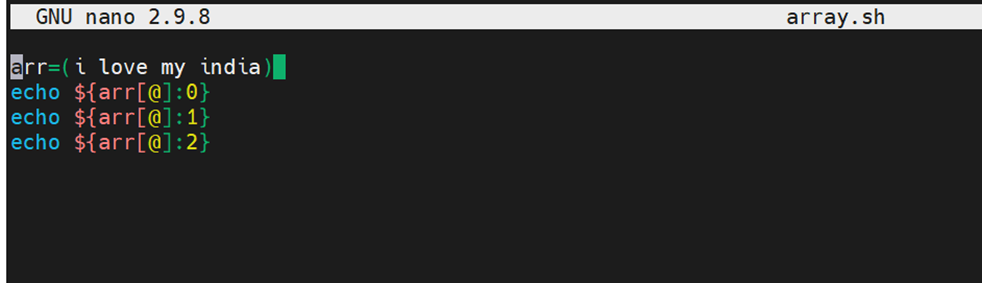 GNU nano 2.9.8 array.sh
arr=(i love my india)
echo ${arr[@]:0}
echo ${arr[@]:1}
echo ${arr[@]:2}